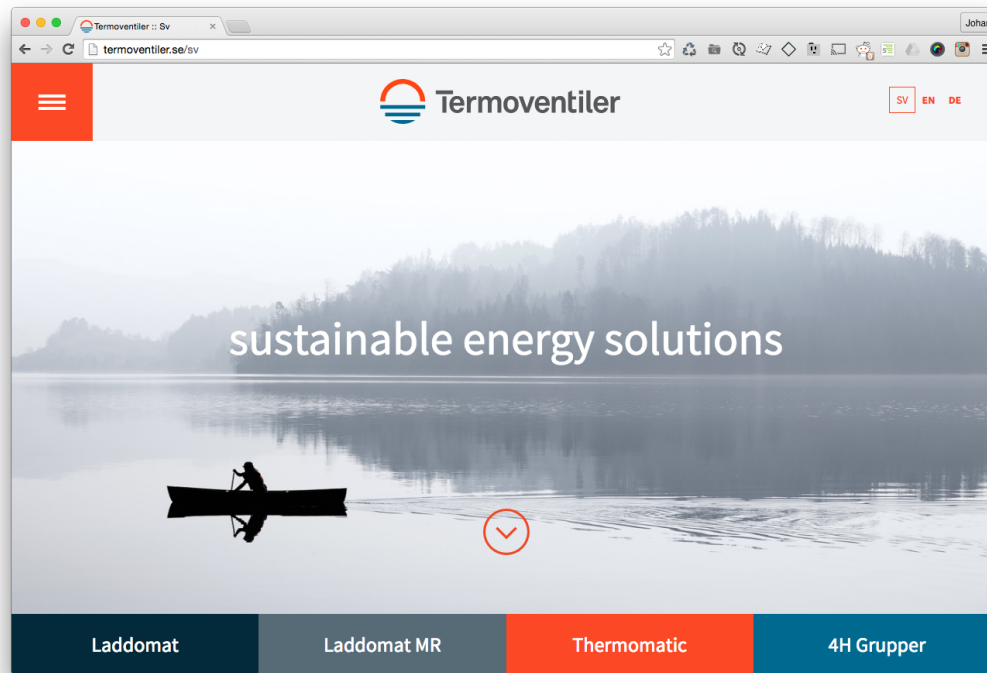 Termoventiler :: Sv
Johan
termoventiler.se/sv
Termoventiler
SV EN DE
sustainable energy solutions
Laddomat
Laddomat MR
Thermomatic
4H Grupper